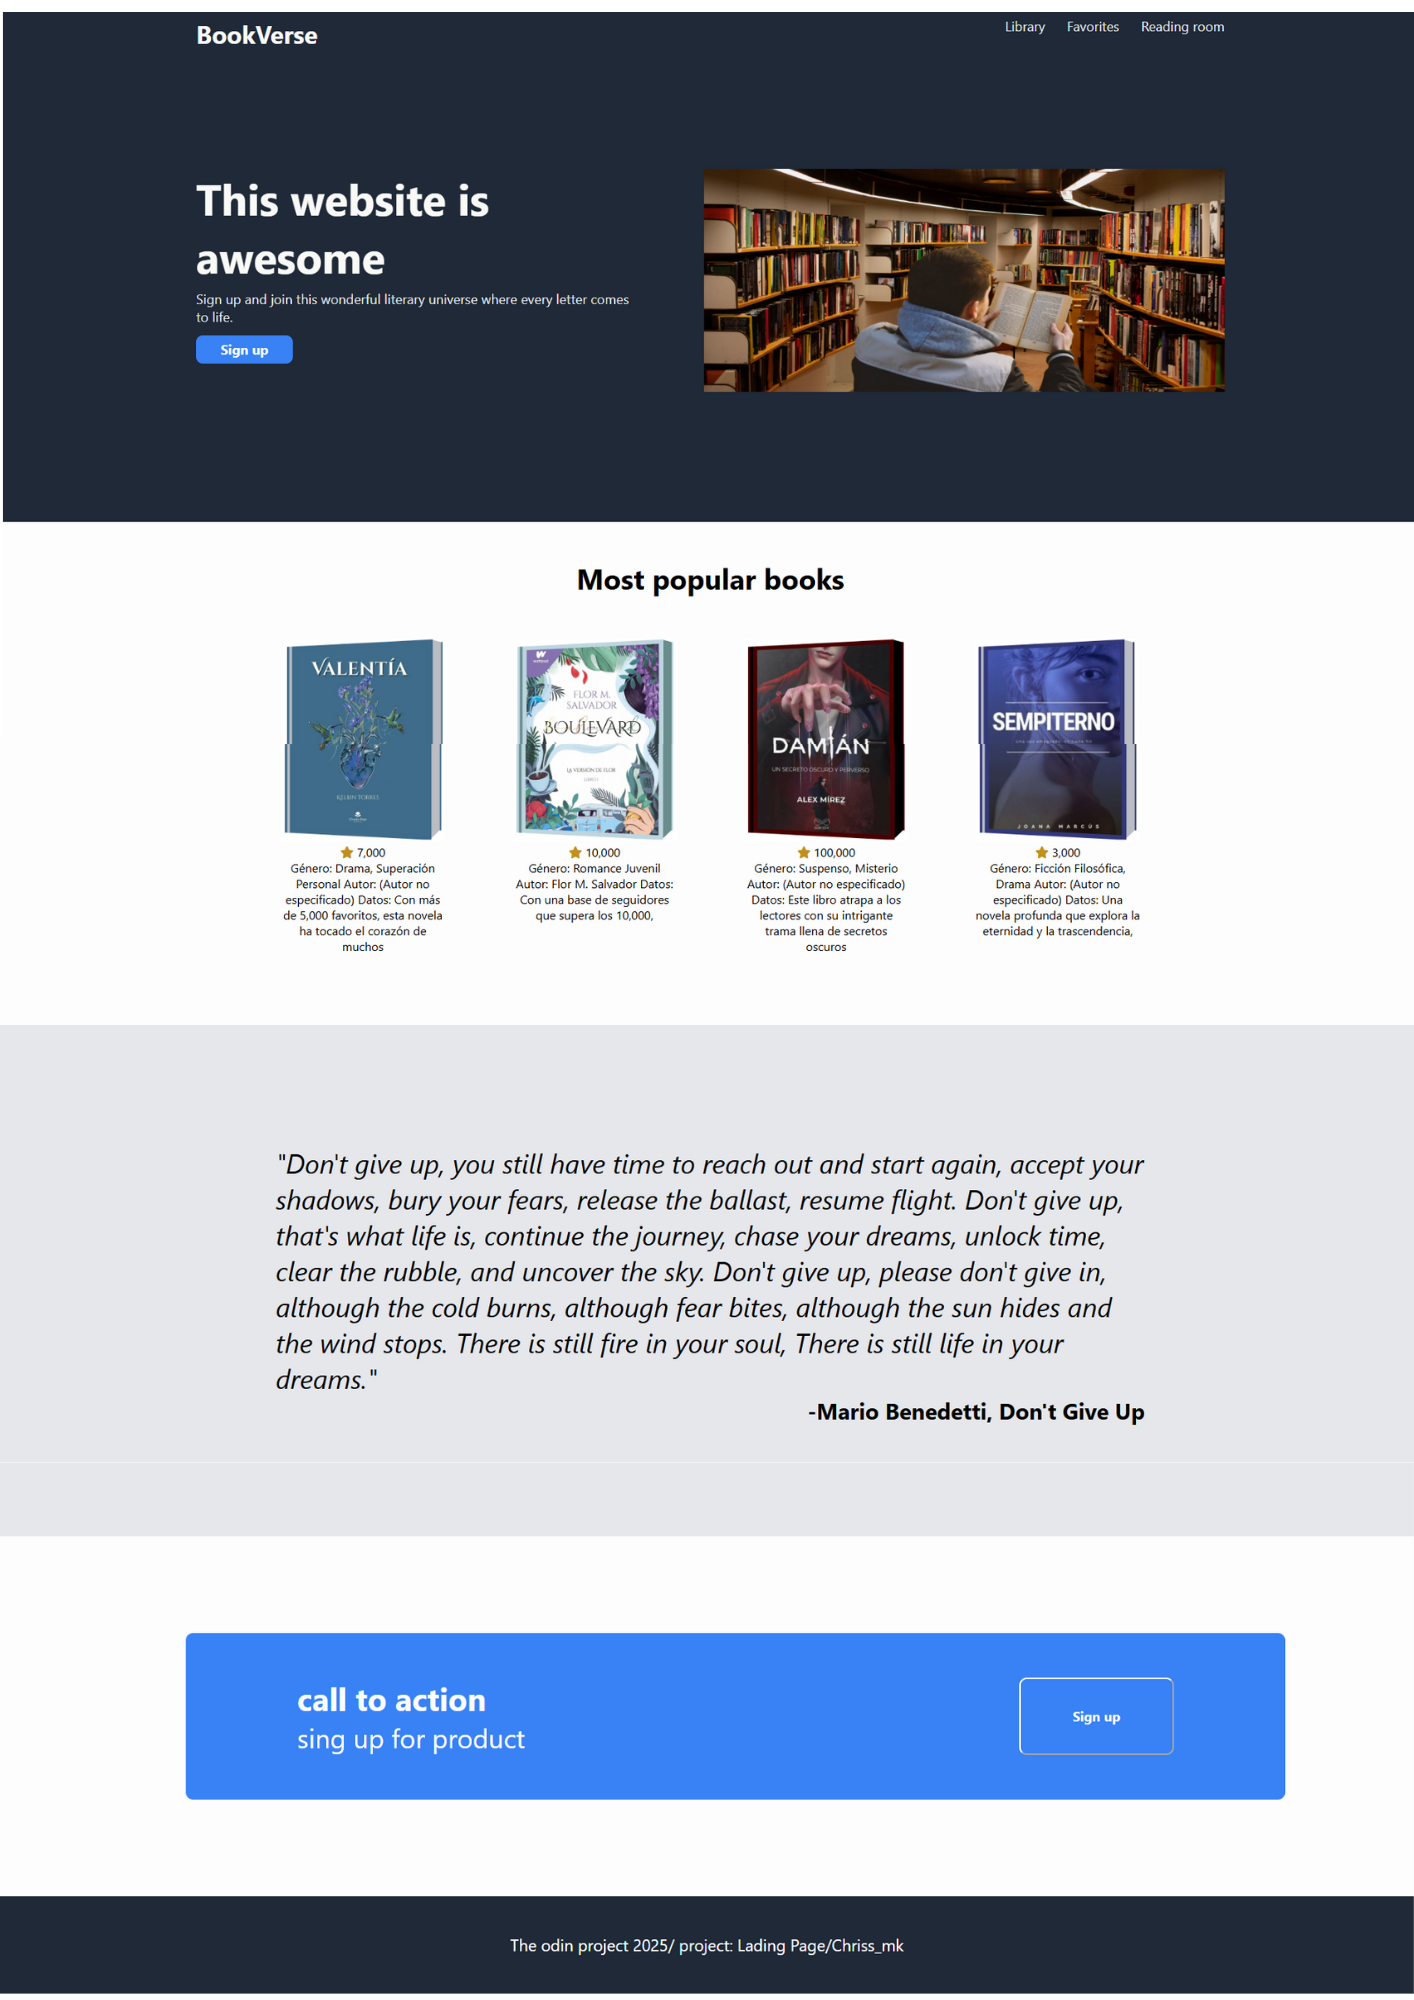 BookVerse
Library Favorites Reading room
This website is
awesome
Sign up and join this wonderful literary universe where every letter comes
to life.
Sign up
Most popular books
VALENTÍA
KELBIN TORRES
FLOR M.
SALVADOR
BOULEVARD
LA VERSIÓN DE FLOR
DAMIÁN
UN SECRETO OSCURO Y PERVERSO
ALEX MÍREZ
SEMPITERNO
JOANA MARCÚS
7,000
Género: Drama, Superación
Personal Autor: (Autor no
especificado) Datos: Con más
de 5,000 favoritos, esta novela
ha tocado el corazón de
muchos
10,000
Género: Romance Juvenil
Autor: Flor M. Salvador Datos:
Con una base de seguidores
que supera los 10,000,
100,000
Género: Suspenso, Misterio
Autor: (Autor no especificado)
Datos: Este libro atrapa a los
lectores con su intrigante
trama llena de secretos
oscuros
3,000
Género: Ficción Filosófica,
Drama Autor: (Autor no
especificado) Datos: Una
novela profunda que explora la
eternidad y la trascendencia,
"Don't give up, you still have time to reach out and start again, accept your
shadows, bury your fears, release the ballast, resume flight. Don't give up,
that's what life is, continue the journey, chase your dreams, unlock time,
clear the rubble, and uncover the sky. Don't give up, please don't give in,
although the cold burns, although fear bites, although the sun hides and
the wind stops. There is still fire in your soul, There is still life in your
dreams."
-Mario Benedetti, Don't Give Up
call to action
sing up for product
Sign up
The odin project 2025/ project: Lading Page/Chriss_mk